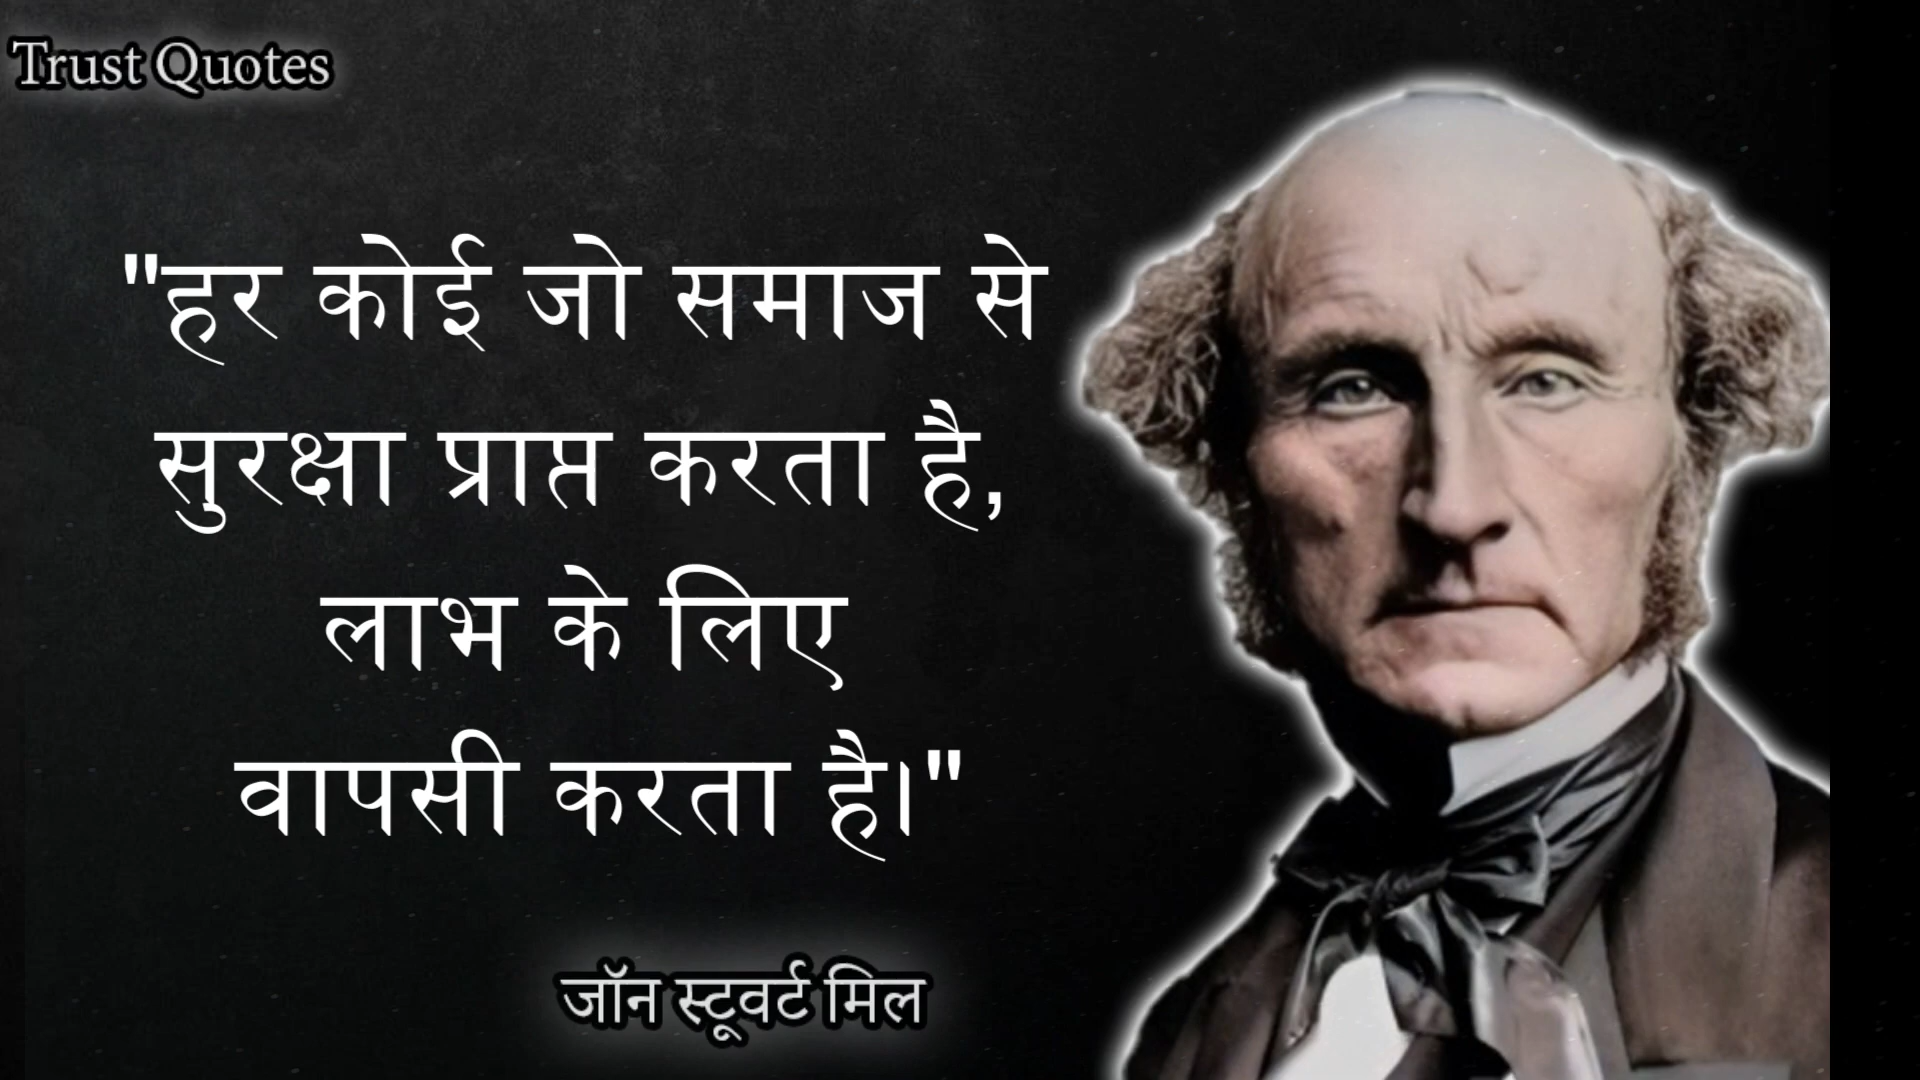 Trust Quotes
"हर कोई जो समाज से
सुरक्षा प्राप्त करता है,
लाभ के लिए
वापसी करता है।"
जॉन स्टूवर्ट मिल